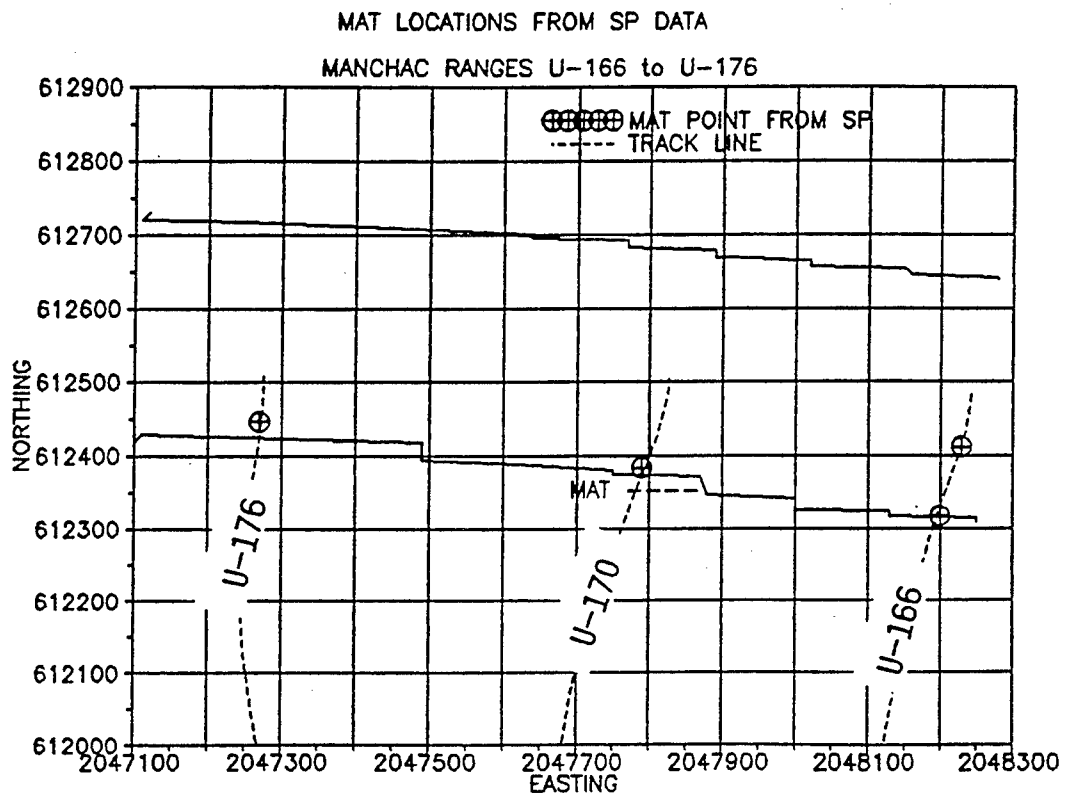 MAT LOCATIONS FROM SP DATA
MANCHAC RANGES U-166 to U-176
MAT POINT FROM SP
TRACK LINE
612900
612800
612700
612600
612500
612400
612300
612200
612100
612000
NORTHING
MAT
U-176
U-170
U-166
2047100 2047300 2047500 2047700 2047900 2048100 2048300
EASTING